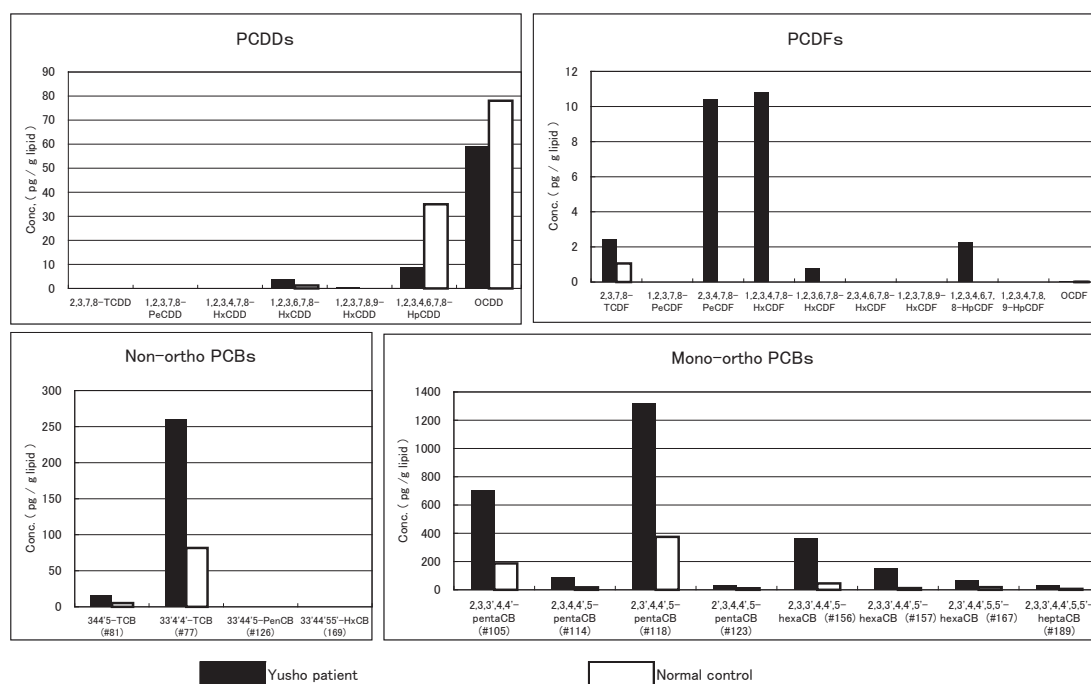 PCDDs
Conc. ( pg / g lipid )
90
80
70
60
50
40
30
20
10
0
2,3,7,8-TCDD
1,2,3,7,8-
PeCDD
1,2,3,4,7,8-
HxCDD
1,2,3,6,7,8-
HxCDD
1,2,3,7,8,9-
HxCDD
1,2,3,4,6,7,8-
HpCDD
OCDD
PCDFs
Conc. ( pg / g lipid )
12
10
8
6
4
2
0
2,3,7,8-
TCDF
1,2,3,7,8-
PeCDF
2,3,4,7,8-
PeCDF
1,2,3,4,7,8-
HxCDF
1,2,3,6,7,8-
HxCDF
2,3,4,6,7,8-
HxCDF
1,2,3,7,8,9-
HxCDF
1,2,3,4,6,7,
8-HpCDF
1,2,3,4,7,8,
9-HpCDF
OCDF
Non-ortho PCBs
Conc. ( pg / g lipid )
300
250
200
150
100
50
0
344'5-TCB
(#81)
33'4'4'-TCB
(#77)
33'44'5-PenCB
(#126)
33'44'55'-HxCB
(169)
Mono-ortho PCBs
Conc. ( pg / g lipid )
1400
1200
1000
800
600
400
200
0
2,3,3',4,4'-
pentaCB
(#105)
2,3,4,4',5-
pentaCB
(#114)
2,3',4,4',5-
pentaCB
(#118)
2',3,4,4',5-
pentaCB
(#123)
2,3,3',4,4',5-
hexaCB (#156)
2,3,3',4,4',5'-
hexaCB (#157)
2,3',4,4',5,5'-
hexaCB (#167)
2,3,3',4,4',5,5'-
heptaCB
(#189)
Yusho patient
Normal control